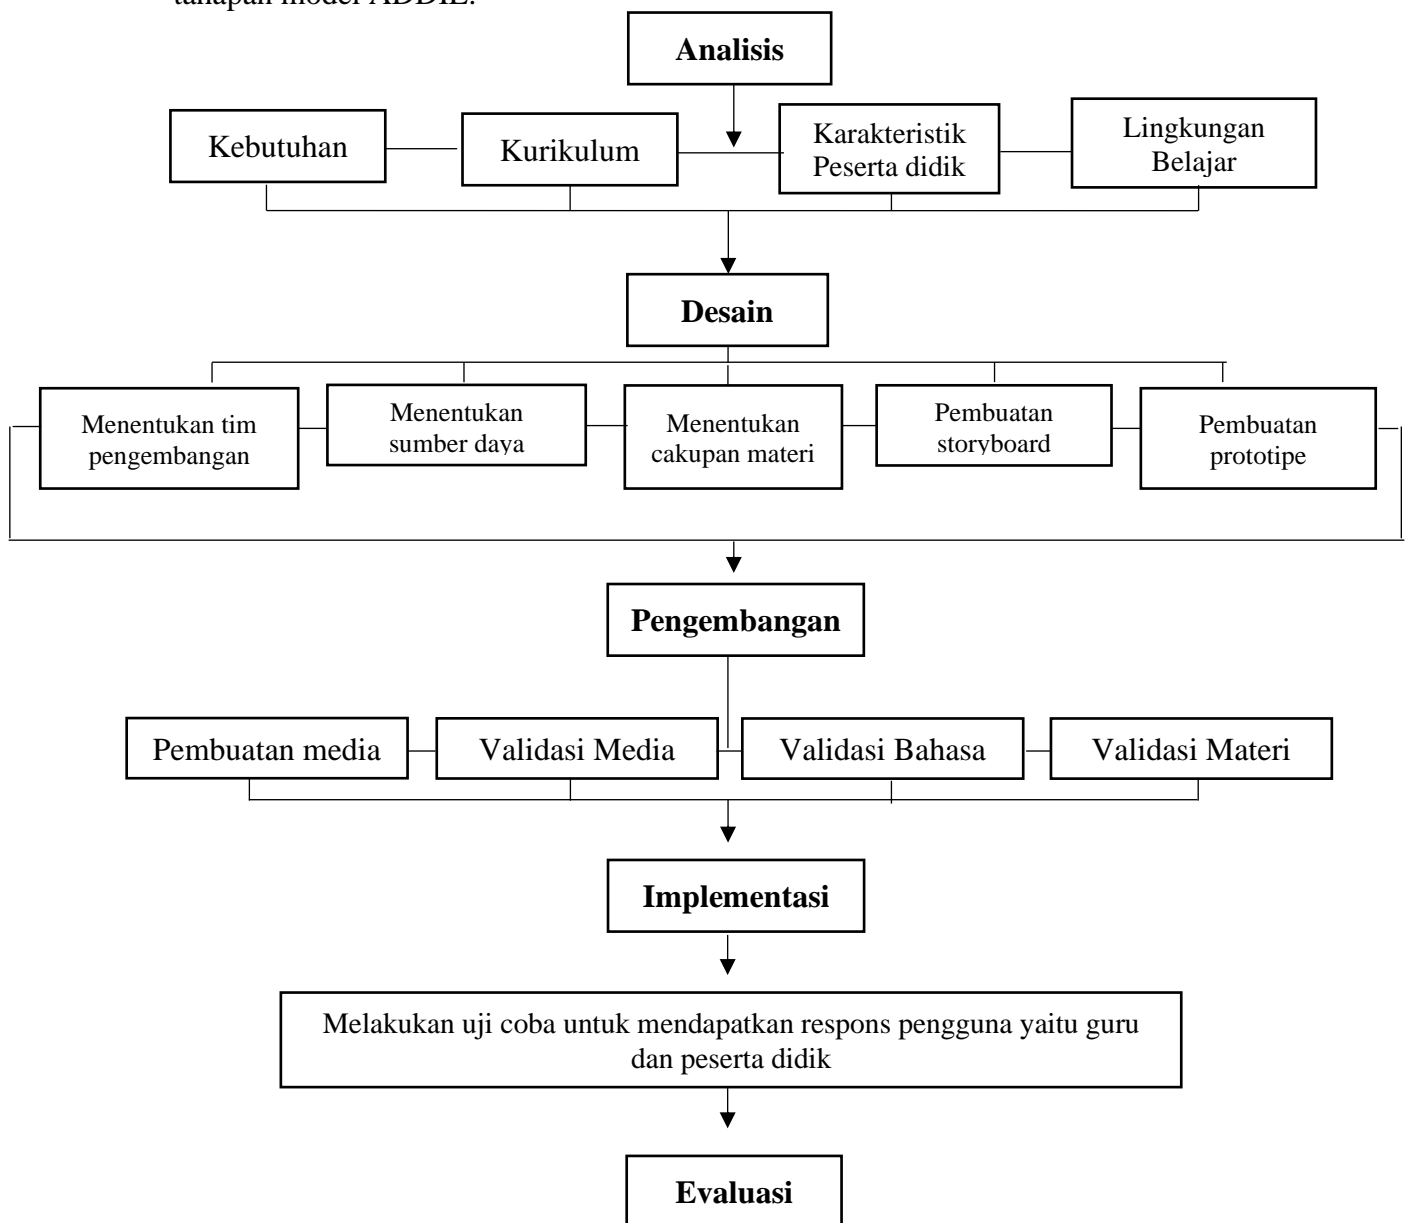 tahapan model ADDIE.
Analisis
Kebutuhan
Kurikulum
Karakteristik
Peserta didik
Lingkungan
Belajar
Desain
Menentukan tim
pengembangan
Menentukan
sumber daya
Menentukan
cakupan materi
Pembuatan
storyboard
Pembuatan
prototipe
Pengembangan
Pembuatan media
Validasi Media
Validasi Bahasa
Validasi Materi
Implementasi
Melakukan uji coba untuk mendapatkan respons pengguna yaitu guru
dan peserta didik
Evaluasi